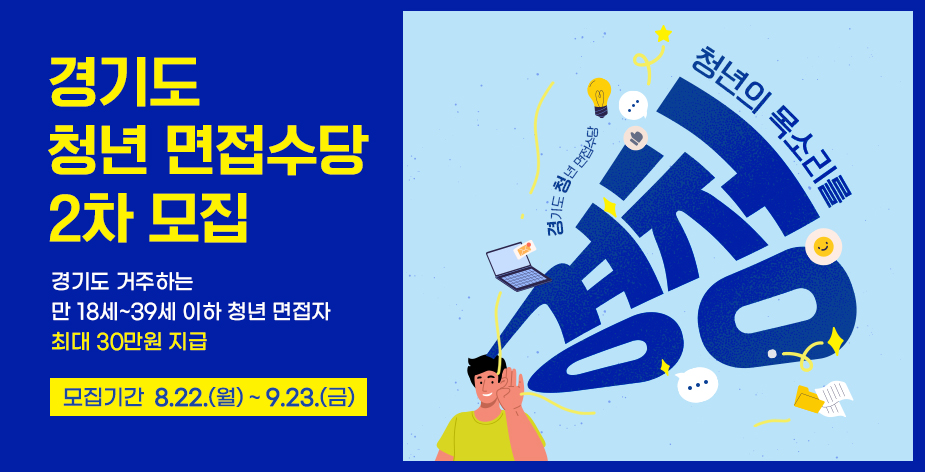 경기도
청년 면접수당
2차 모집
경기도 거주하는
만 18세~39세 이하 청년 면접자
최대 30만원 지급
모집기간 8.22.(월) ~ 9.23.(금)
청년의 목소리를
경기도 청년 면접수당
경청